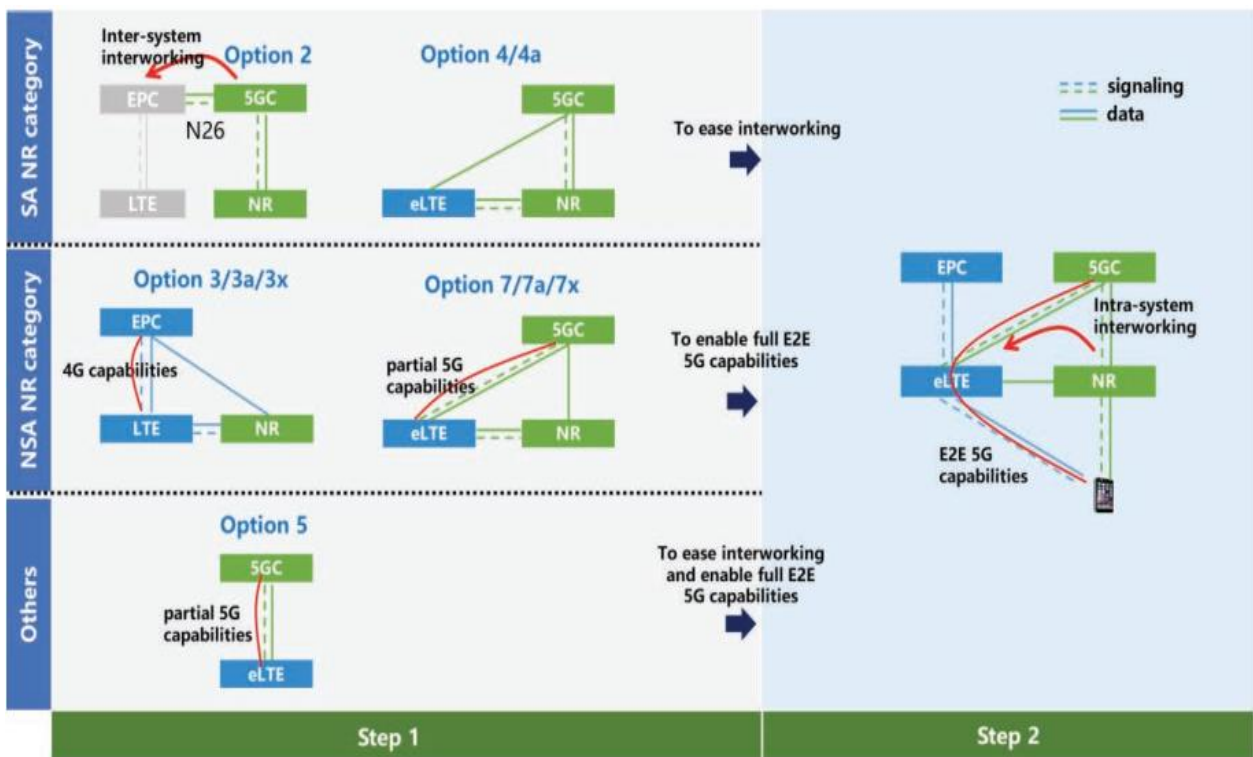 SA NR category
Inter-system
interworking
Option 2
EPC
5GC
N26
LTE
NR
Option 4/4a
5GC
eLTE
NR
To ease interworking
signaling
data
NSA NR category
Option 3/3a/3x
EPC
4G capabilities
LTE
NR
Option 7/7a/7x
5GC
partial 5G
capabilities
eLTE
NR
To enable full E2E
5G capabilities
EPC
5GC
Intra-system
interworking
eLTE
NR
E2E 5G
capabilities
Others
Option 5
5GC
partial 5G
capabilities
eLTE
To ease interworking
and enable full E2E
5G capabilities
Step 1
Step 2